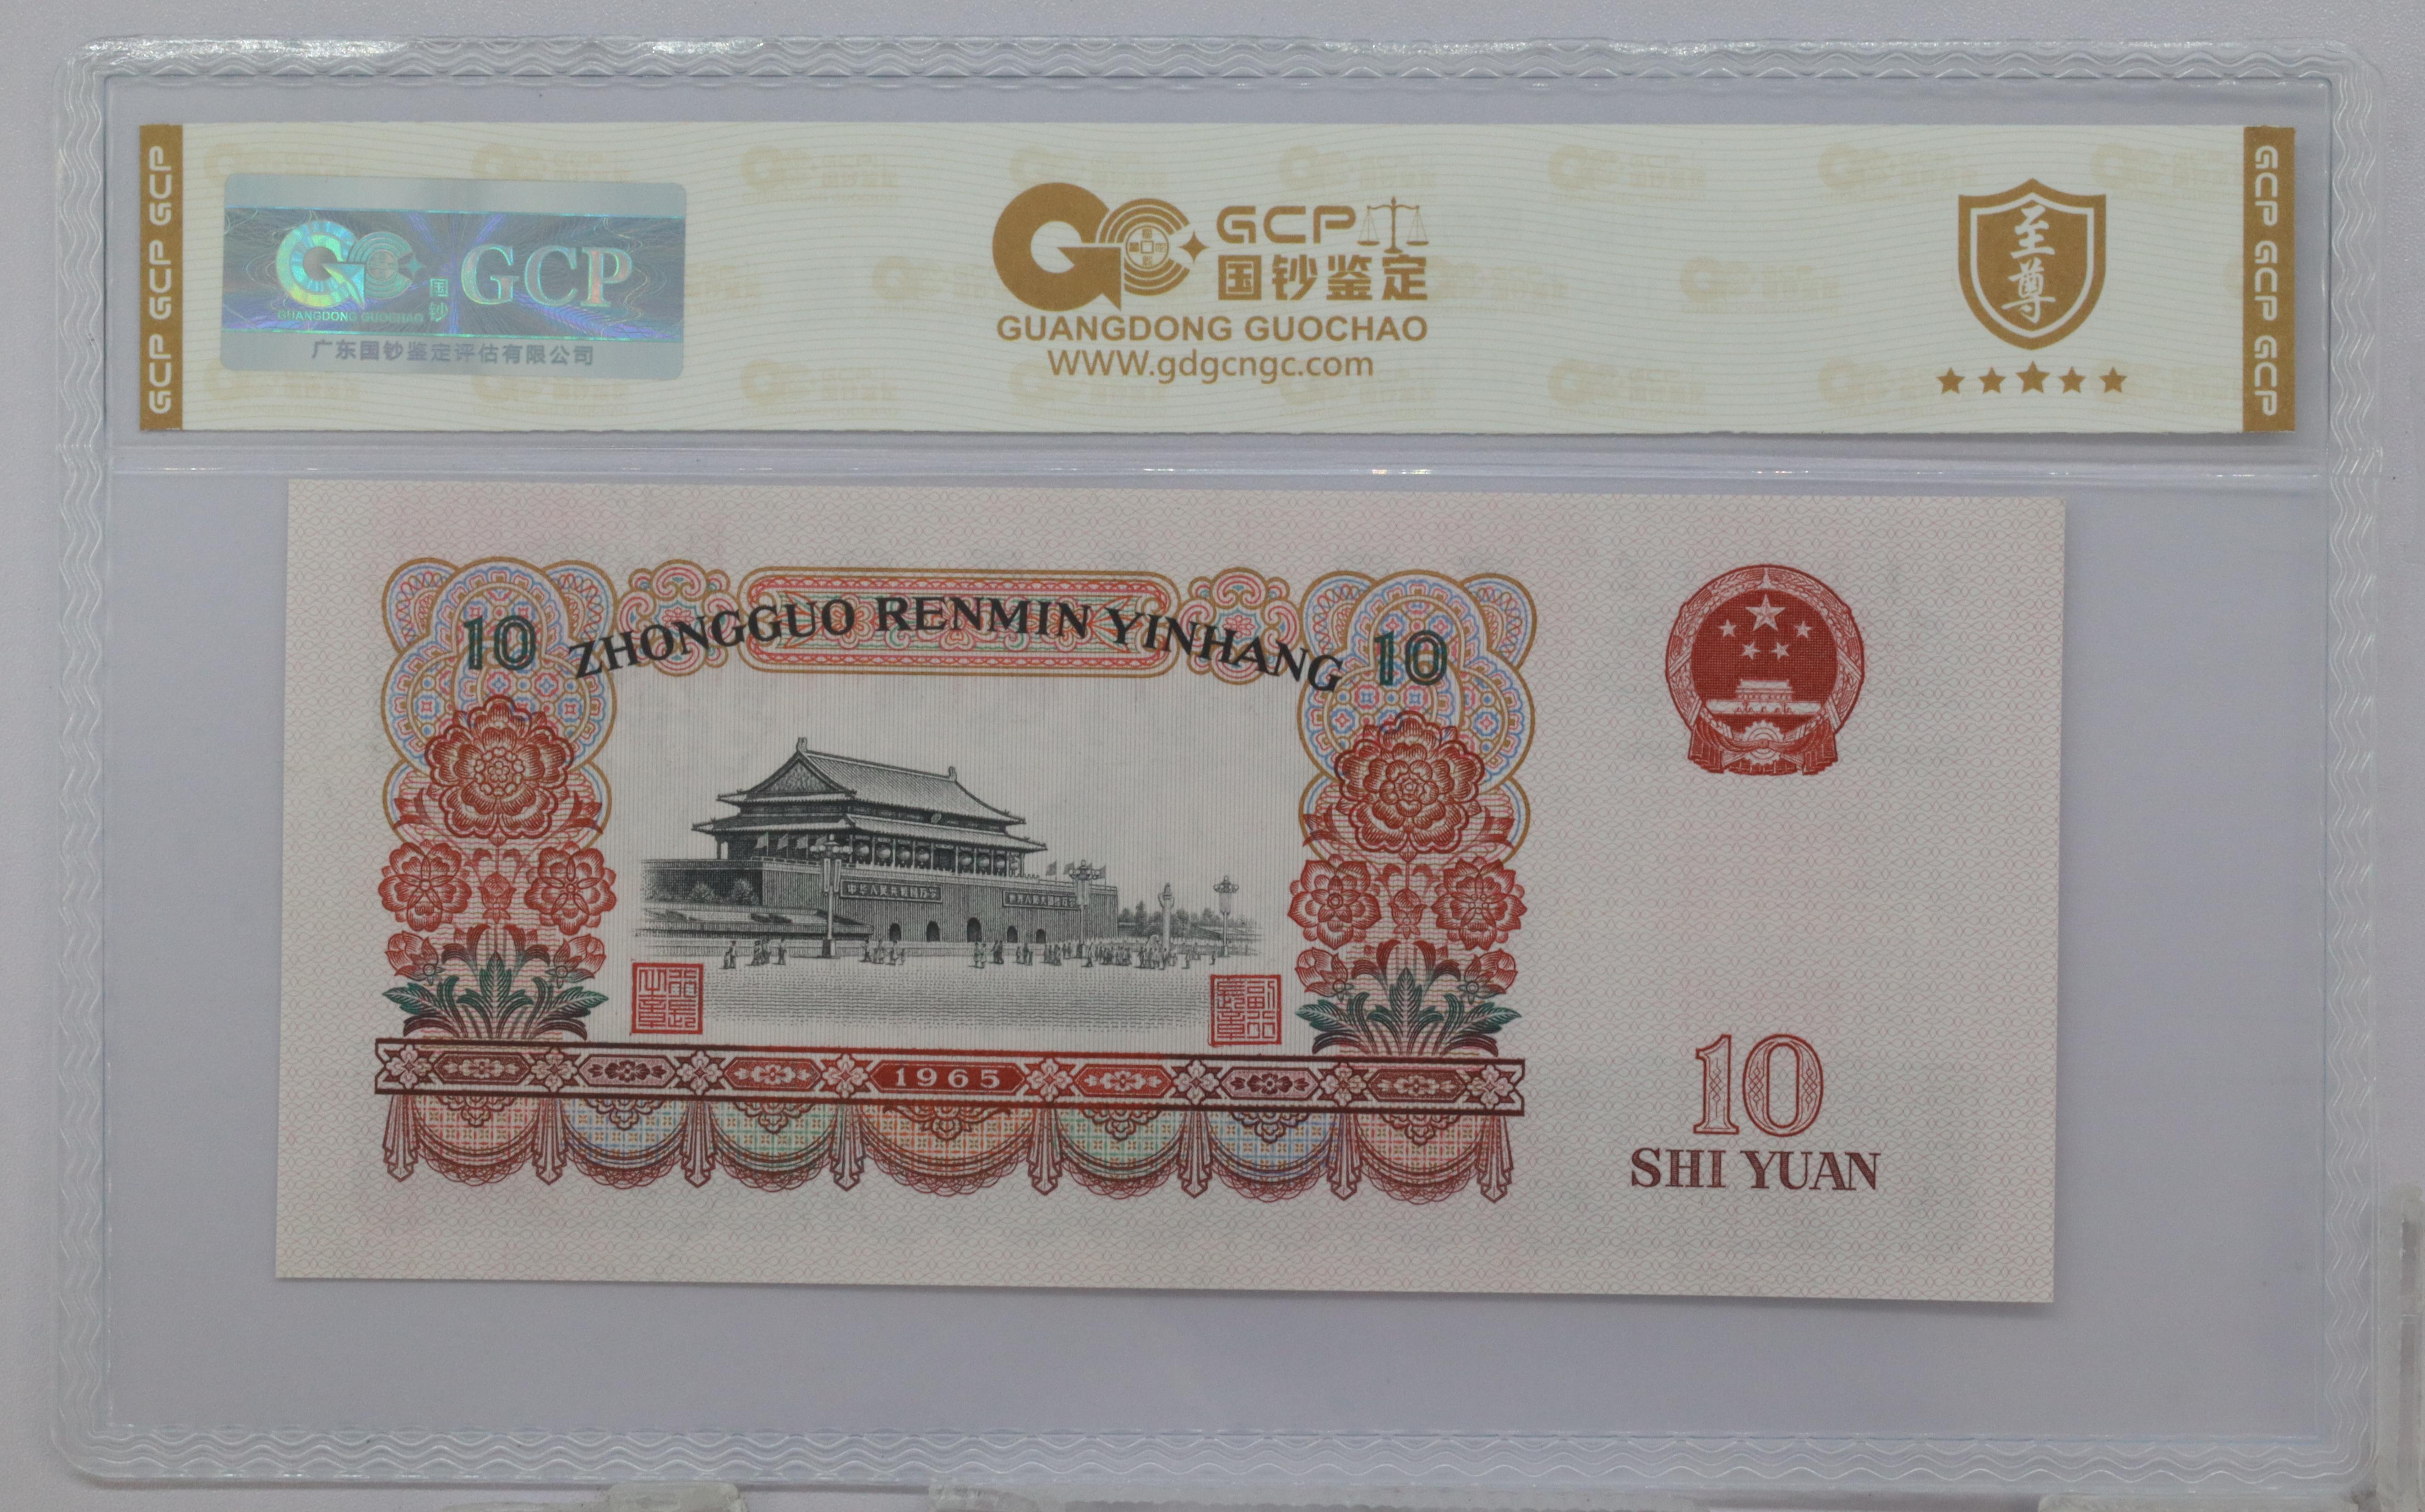 GCP GCP GCP
GCP
国钞
GUANGDONG GUOCHAO
广东国钞鉴定评估有限公司
GCP
国钞鉴定
GUANGDONG GUOCHAO
WWW.gdgcngc.com
至尊
GCP GCP GCP
10 ZHONGGUO RENMIN YINHANG 10
1965
10
SHI YUAN